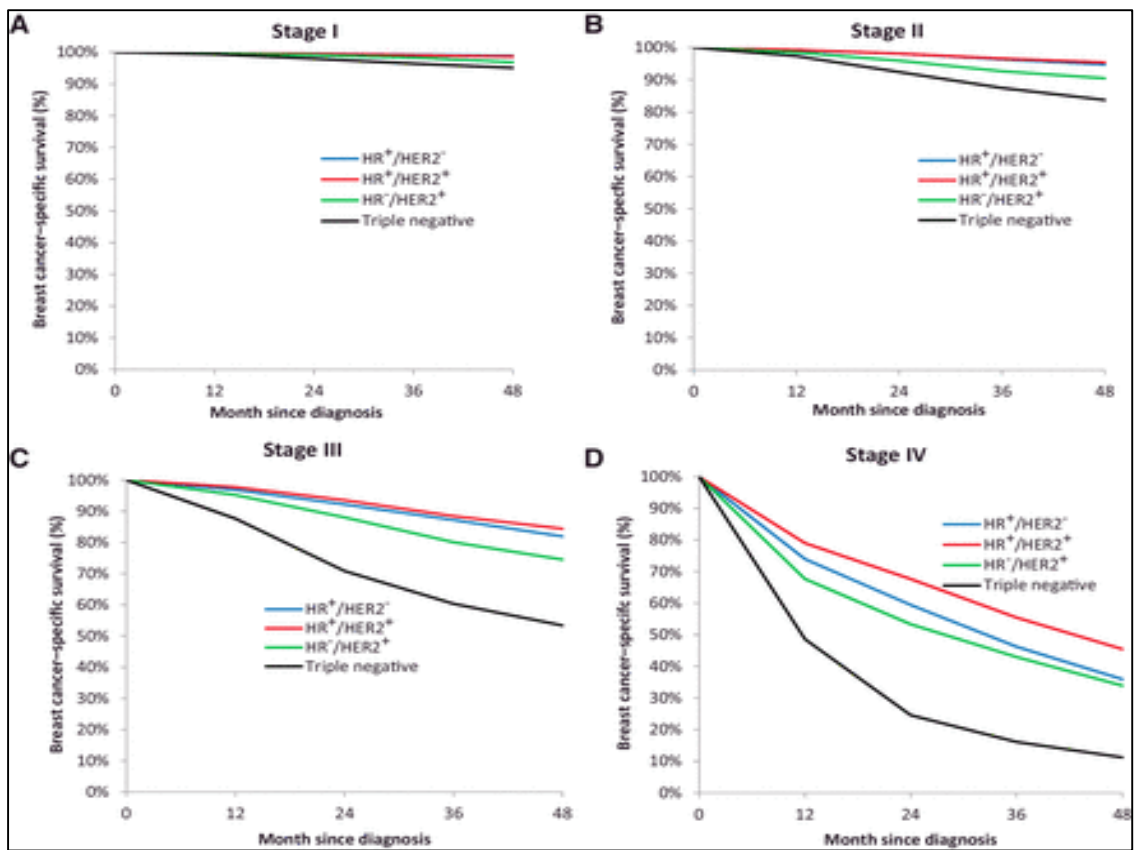 A
Stage I
Breast cancer–specific survival (%)
100%
90%
80%
70%
60%
50%
40%
30%
20%
10%
0%
HR⁺/HER2⁻
HR⁺/HER2⁺
HR⁻/HER2⁺
Triple negative
0 12 24 36 48
Month since diagnosis
B
Stage II
Breast cancer–specific survival (%)
100%
90%
80%
70%
60%
50%
40%
30%
20%
10%
0%
HR⁺/HER2⁻
HR⁺/HER2⁺
HR⁻/HER2⁺
Triple negative
0 12 24 36 48
Month since diagnosis
C
Stage III
Breast cancer–specific survival (%)
100%
90%
80%
70%
60%
50%
40%
30%
20%
10%
0%
HR⁺/HER2⁻
HR⁺/HER2⁺
HR⁻/HER2⁺
Triple negative
0 12 24 36 48
Month since diagnosis
D
Stage IV
Breast cancer–specific survival (%)
100%
90%
80%
70%
60%
50%
40%
30%
20%
10%
0%
HR⁺/HER2⁻
HR⁺/HER2⁺
HR⁻/HER2⁺
Triple negative
0 12 24 36 48
Month since diagnosis